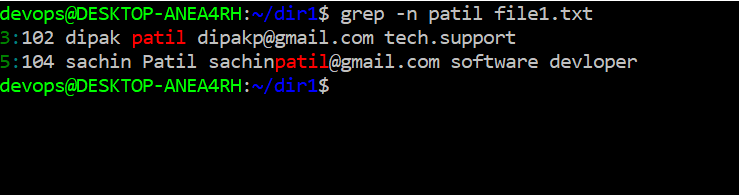 devops@DESKTOP-ANEA4RH:~/dir1$ grep -n patil file1.txt
3:102 dipak patil dipakp@gmail.com tech.support
5:104 sachin Patil sachinpatil@gmail.com software devloper
devops@DESKTOP-ANEA4RH:~/dir1$